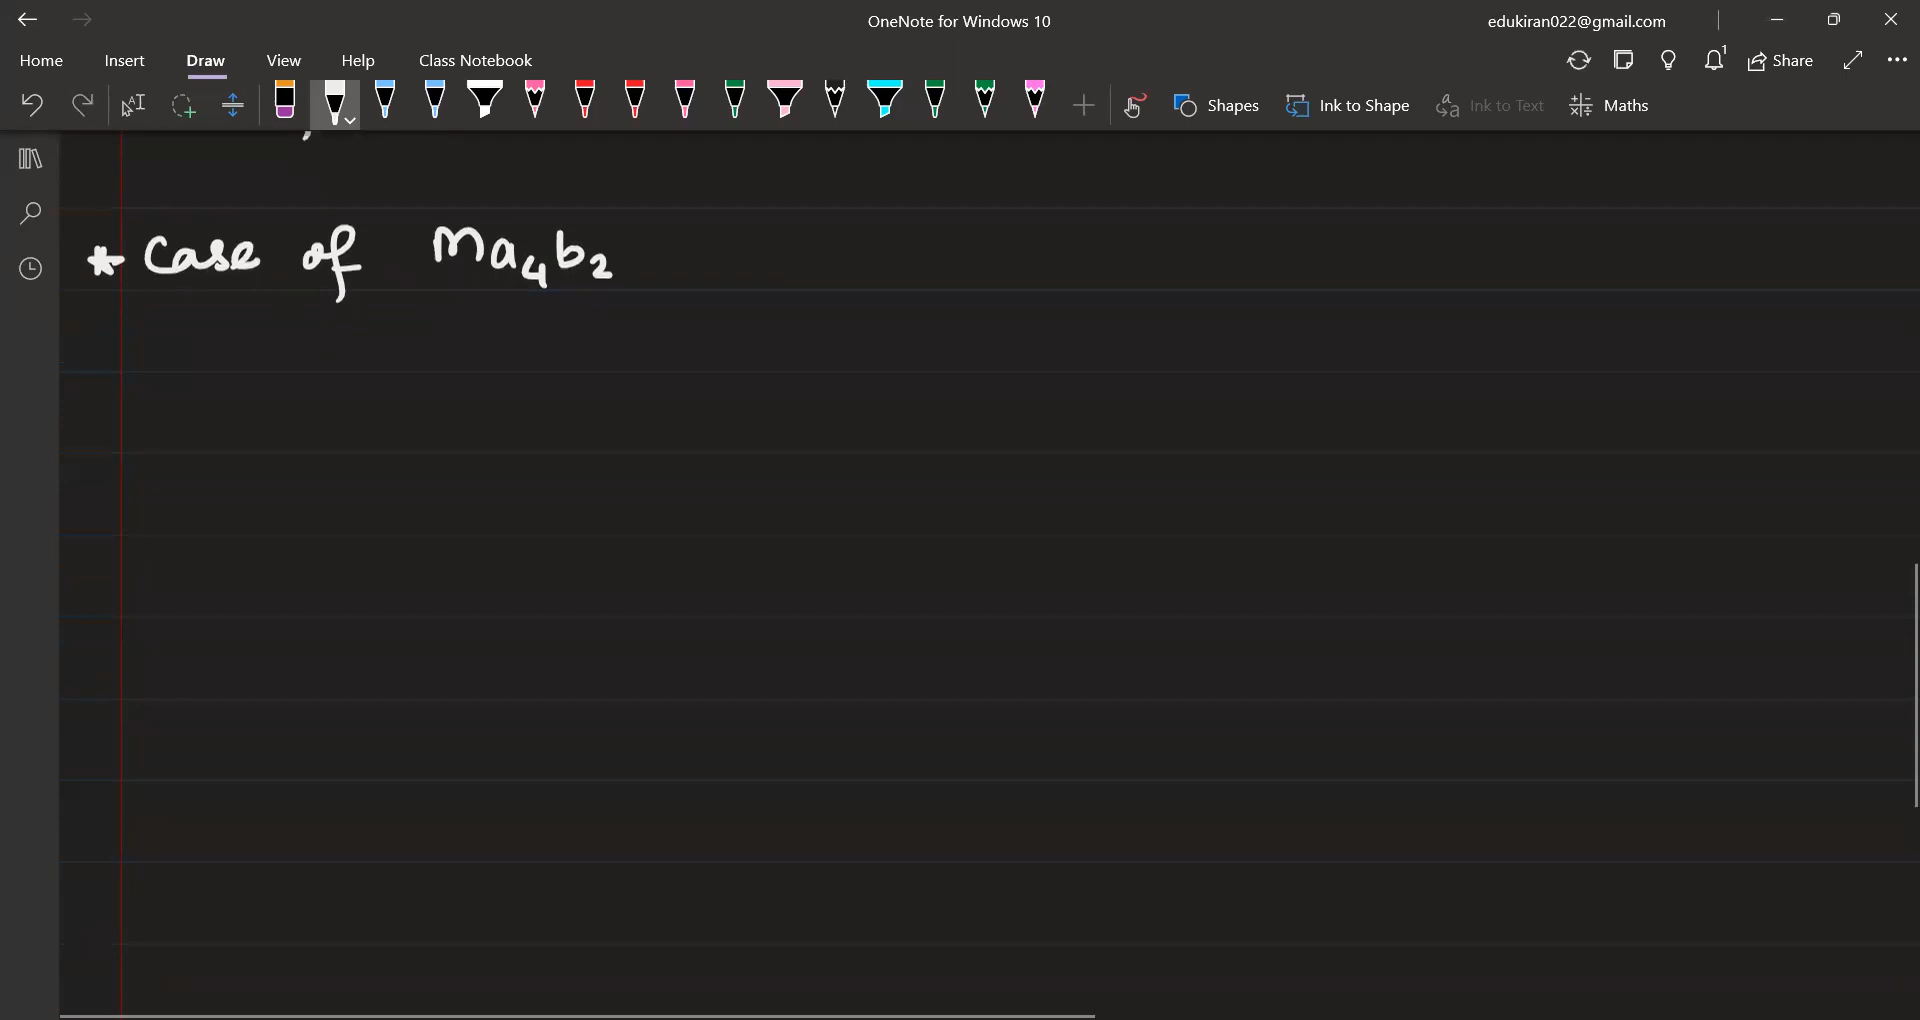 OneNote for Windows 10
edukiran022@gmail.com
Home Insert Draw View Help Class Notebook
1 Share
Shapes Ink to Shape Ink to Text Maths
* Case of Ma₄b₂